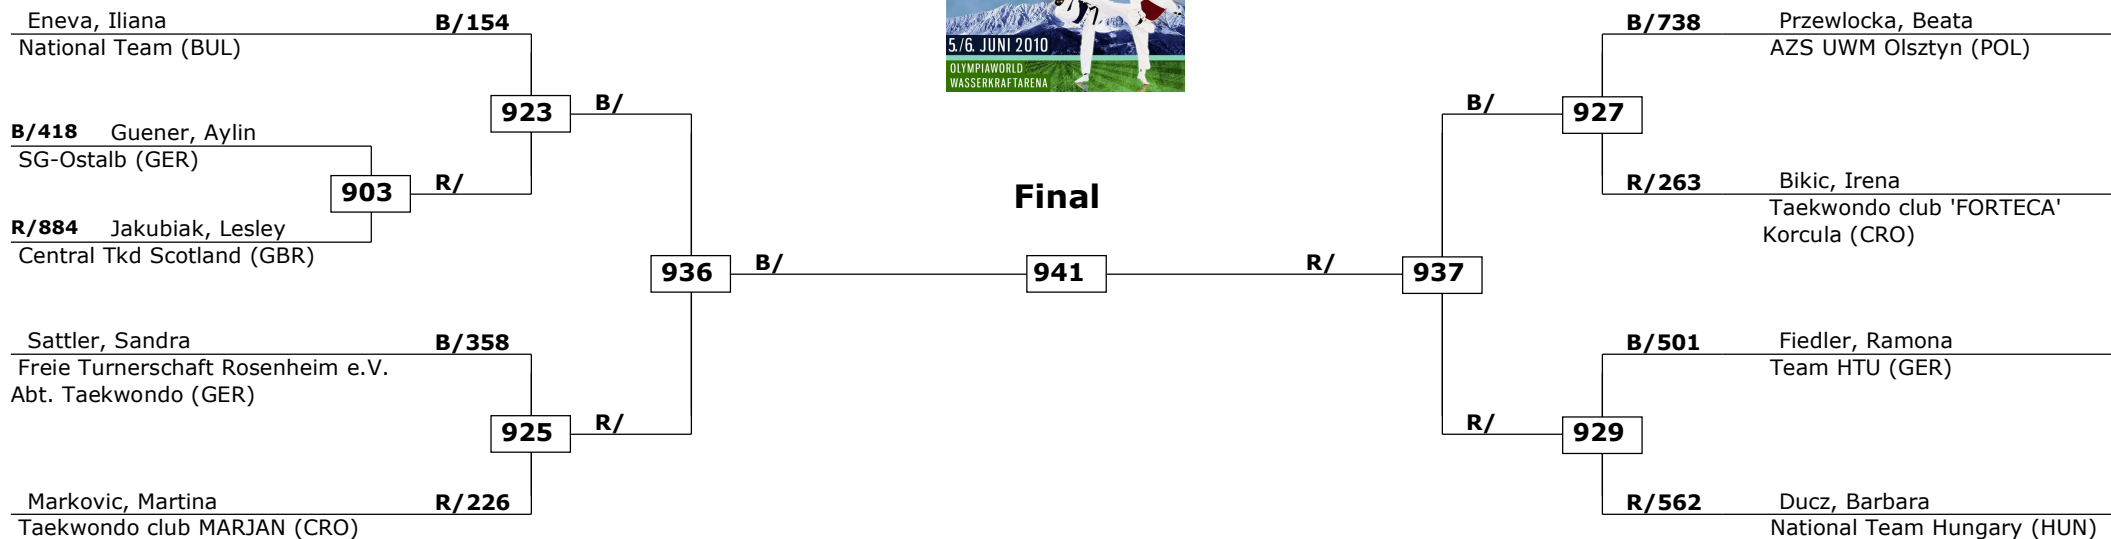 Eneva, Iliana
B/154
National Team (BUL)
923
B/
B/418 Guener, Aylin
SG-Ostalb (GER)
903
R/
R/884 Jakubiak, Lesley
Central Tkd Scotland (GBR)
936
B/
Sattler, Sandra
B/358
Freie Turnerschaft Rosenheim e.V.
Abt. Taekwondo (GER)
925
R/
Markovic, Martina
R/226
Taekwondo club MARJAN (CRO)
5./6. JUNI 2010
OLYMPIAWORLD
WASSERKRAFTARENA
Final
941
R/
937
B/738 Przewlocka, Beata
AZS UWM Olsztyn (POL)
B/
927
R/263 Bikic, Irena
Taekwondo club 'FORTECA'
Korcula (CRO)
B/501 Fiedler, Ramona
Team HTU (GER)
R/
929
R/562 Ducz, Barbara
National Team Hungary (HUN)